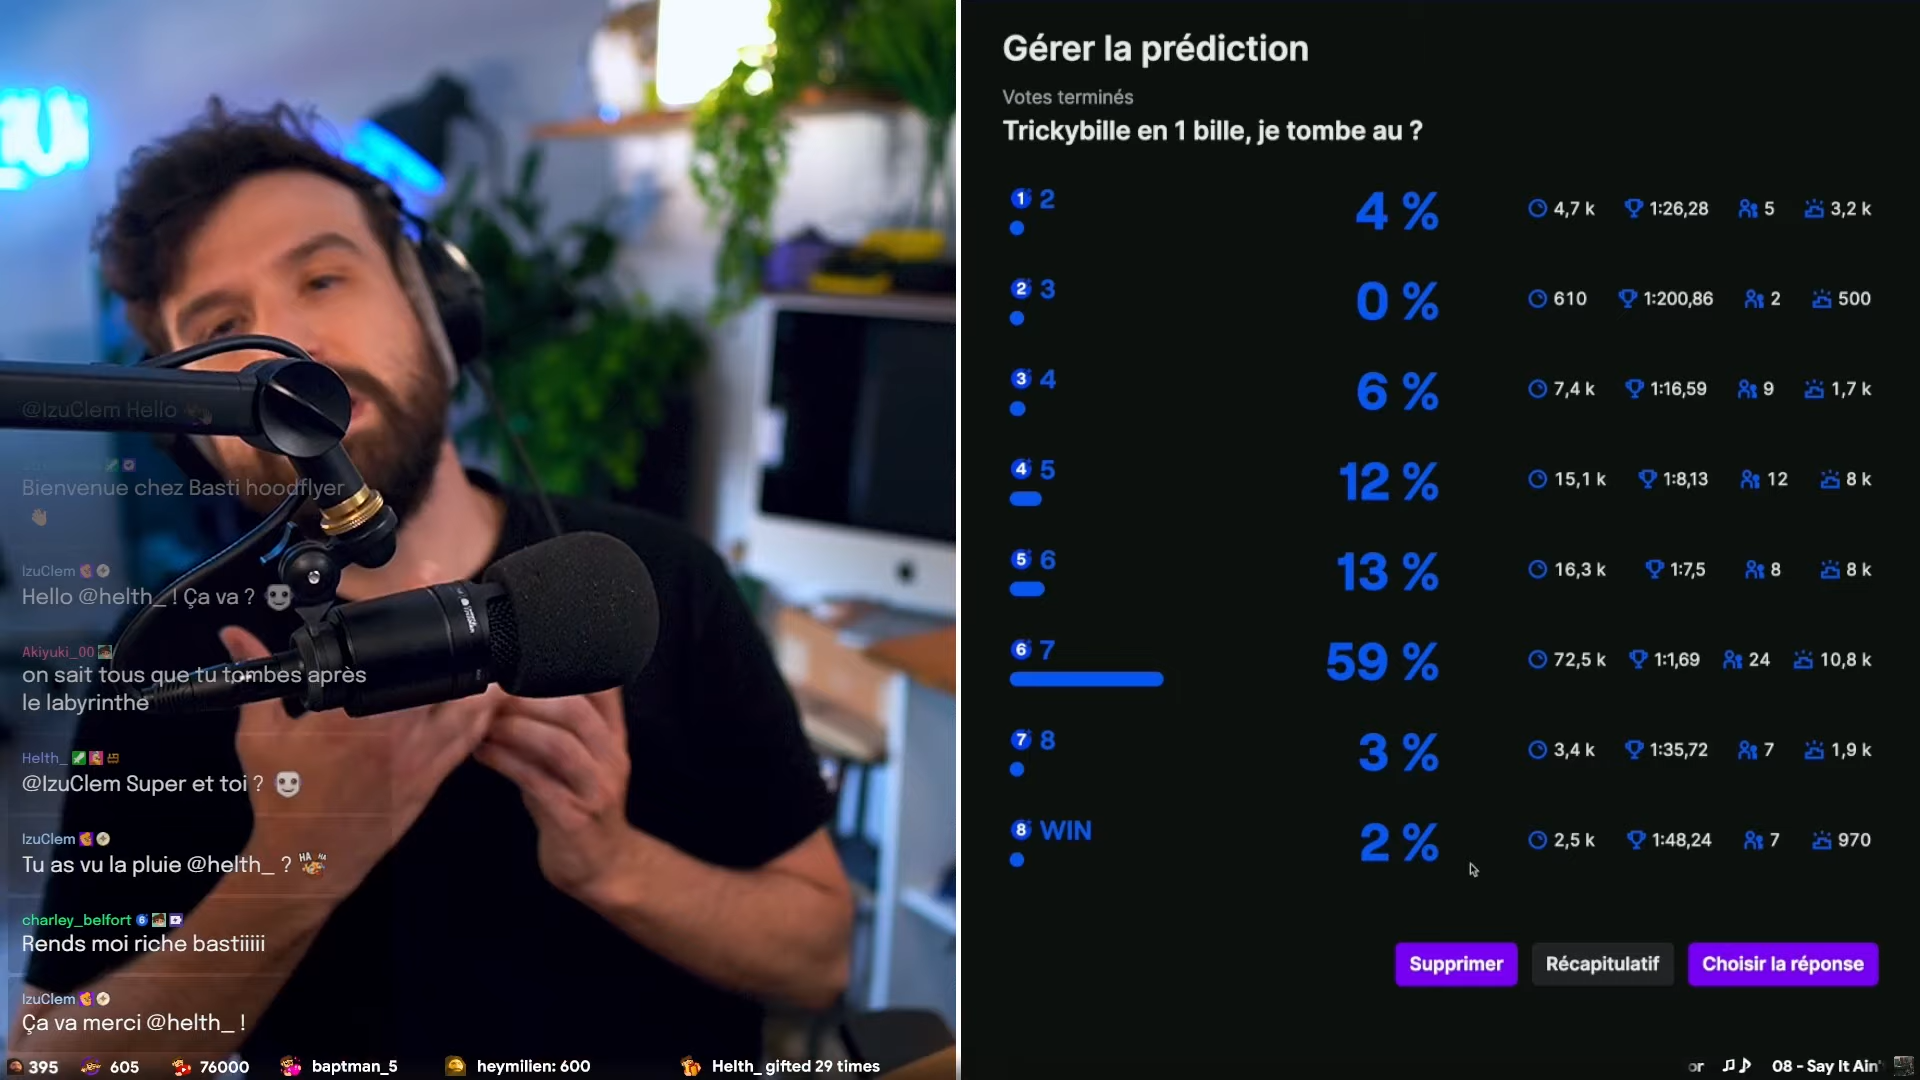 @IzuClem Hello
Bienvenue chez Basti hoodflyer
IzuClem
Hello @helth_ ! Ça va ?
Akiyuki_00
on sait tous que tu tombes après
le labyrinthe
Helth_
@IzuClem Super et toi ?
IzuClem
Tu as vu la pluie @helth_ ? HA HA
charley_belfort 6
Rends moi riche bastiiiii
IzuClem
Ça va merci @helth_ !
395 605 76000 baptman_5 heymilien: 600 Helth_ gifted 29 times
Gérer la prédiction
Votes terminés
Trickybille en 1 bille, je tombe au ?
1 2 4 % 4,7 k 1:26,28 5 3,2 k
2 3 0 % 610 1:200,86 2 500
3 4 6 % 7,4 k 1:16,59 9 1,7 k
4 5 12 % 15,1 k 1:8,13 12 8 k
5 6 13 % 16,3 k 1:7,5 8 8 k
6 7 59 % 72,5 k 1:1,69 24 10,8 k
7 8 3 % 3,4 k 1:35,72 7 1,9 k
8 WIN 2 % 2,5 k 1:48,24 7 970
Supprimer Récapitulatif Choisir la réponse
or 08 - Say It Ain'